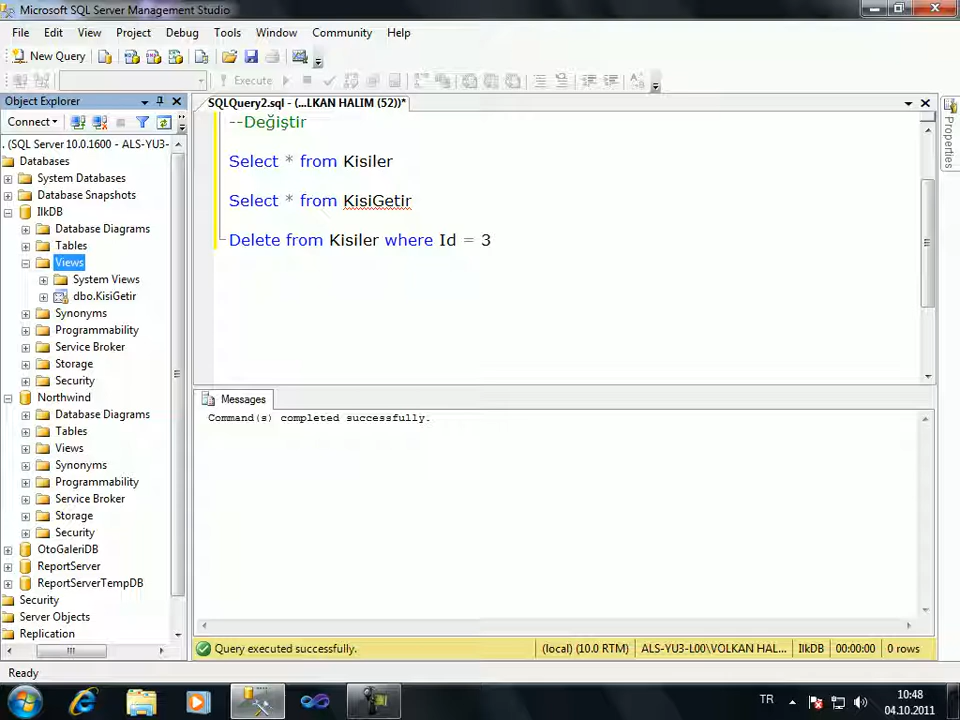 Microsoft SQL Server Management Studio
File Edit View Project Debug Tools Window Community Help
New Query
Execute
Object Explorer
SQLQuery2.sql - (...LKAN HALIM (52))*
Connect
. (SQL Server 10.0.1600 - ALS-YU3-
Databases
System Databases
Database Snapshots
IlkDB
Database Diagrams
Tables
Views
System Views
dbo.KisiGetir
Synonyms
Programmability
Service Broker
Storage
Security
Northwind
Database Diagrams
Tables
Views
Synonyms
Programmability
Service Broker
Storage
Security
OtoGaleriDB
ReportServer
ReportServerTempDB
Security
Server Objects
Replication
--Değiştir
Select * from Kisiler
Select * from KisiGetir
Delete from Kisiler where Id = 3
Properties
Messages
Command(s) completed successfully.
Query executed successfully.
(local) (10.0 RTM)
ALS-YU3-L00\VOLKAN HAL...
IlkDB
00:00:00
0 rows
Ready
TR
10:48
04.10.2011